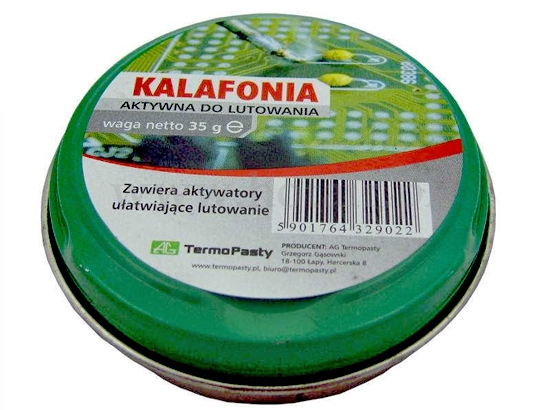 KALAFONIA
AKTYWNA DO LUTOWANIA
waga netto 35 g ℮
Zawiera aktywatory
ułatwiające lutowanie
5 901764 329022
AG TermoPasty
PRODUCENT: AG Termopasty
Grzegorz Gąsowski
18-100 Łapy, Harcerska 8
www.termopasty.pl, biuro@termopasty.pl